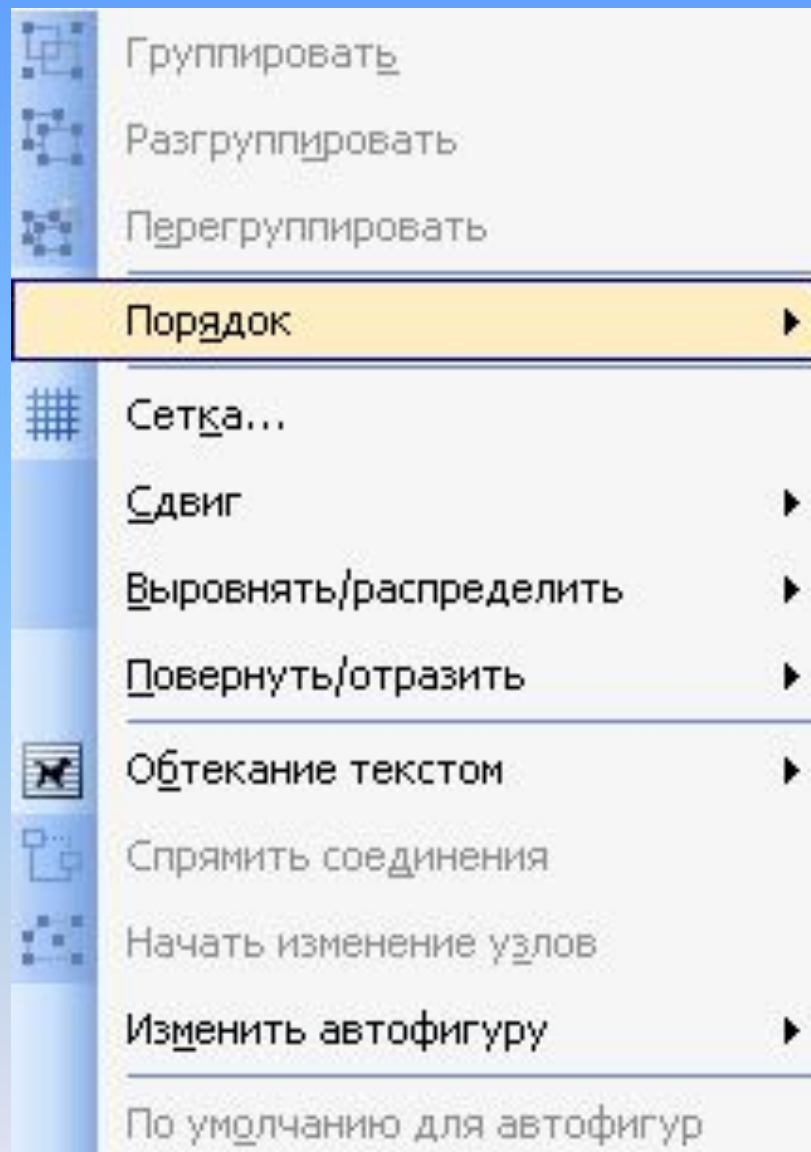 Группировать
Разгруппировать
Перегруппировать
Порядок
Сетка...
Сдвиг
Выровнять/распределить
Повернуть/отразить
Обтекание текстом
Спрямить соединения
Начать изменение узлов
Изменить автофигуру
По умолчанию для автофигур